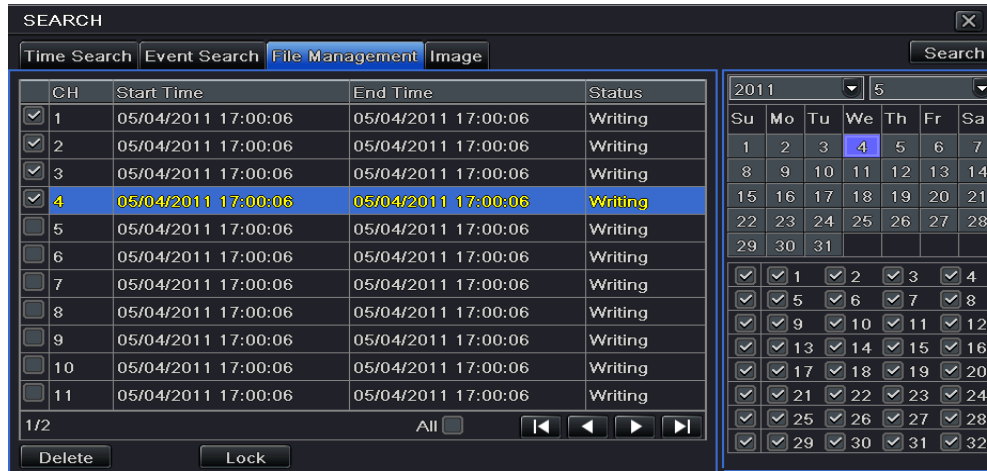 SEARCH
Time Search Event Search File Management Image Search
CH Start Time End Time Status
1 05/04/2011 17:00:06 05/04/2011 17:00:06 Writing
2 05/04/2011 17:00:06 05/04/2011 17:00:06 Writing
3 05/04/2011 17:00:06 05/04/2011 17:00:06 Writing
4 05/04/2011 17:00:06 05/04/2011 17:00:06 Writing
5 05/04/2011 17:00:06 05/04/2011 17:00:06 Writing
6 05/04/2011 17:00:06 05/04/2011 17:00:06 Writing
7 05/04/2011 17:00:06 05/04/2011 17:00:06 Writing
8 05/04/2011 17:00:06 05/04/2011 17:00:06 Writing
9 05/04/2011 17:00:06 05/04/2011 17:00:06 Writing
10 05/04/2011 17:00:06 05/04/2011 17:00:06 Writing
11 05/04/2011 17:00:06 05/04/2011 17:00:06 Writing
1/2 All
Delete Lock
2011 5
Su Mo Tu We Th Fr Sa
1 2 3 4 5 6 7
8 9 10 11 12 13 14
15 16 17 18 19 20 21
22 23 24 25 26 27 28
29 30 31
1 2 3 4
5 6 7 8
9 10 11 12
13 14 15 16
17 18 19 20
21 22 23 24
25 26 27 28
29 30 31 32